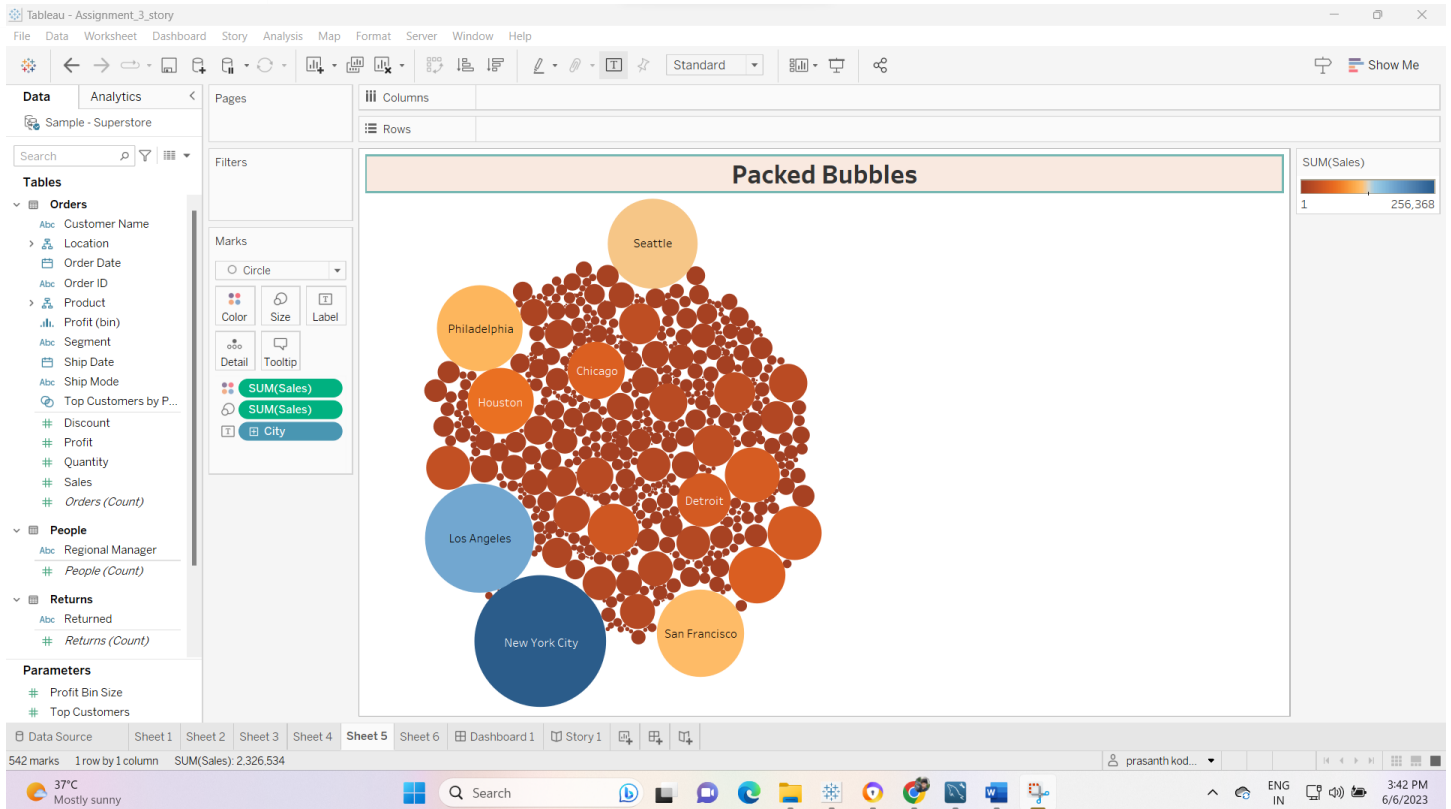 Tableau - Assignment_3_story
File Data Worksheet Dashboard Story Analysis Map Format Server Window Help
Standard
Show Me
Data Analytics
Sample - Superstore
Search
Tables
Orders
Abc Customer Name
Location
Order Date
Abc Order ID
Product
Profit (bin)
Abc Segment
Ship Date
Abc Ship Mode
Top Customers by P...
Discount
Profit
Quantity
Sales
Orders (Count)
People
Abc Regional Manager
People (Count)
Returns
Abc Returned
Returns (Count)
Parameters
Profit Bin Size
Top Customers
Pages
Filters
Marks
Circle
Color Size Label
Detail Tooltip
SUM(Sales)
SUM(Sales)
City
Columns
Rows
Packed Bubbles
Seattle
Philadelphia
Chicago
Houston
Detroit
Los Angeles
San Francisco
New York City
SUM(Sales)
1 256,368
Data Source Sheet 1 Sheet 2 Sheet 3 Sheet 4 Sheet 5 Sheet 6 Dashboard 1 Story 1
542 marks 1 row by 1 column SUM(Sales): 2.326.534
prasanth kod...
37°C
Mostly sunny
Search
ENG
IN
3:42 PM
6/6/2023